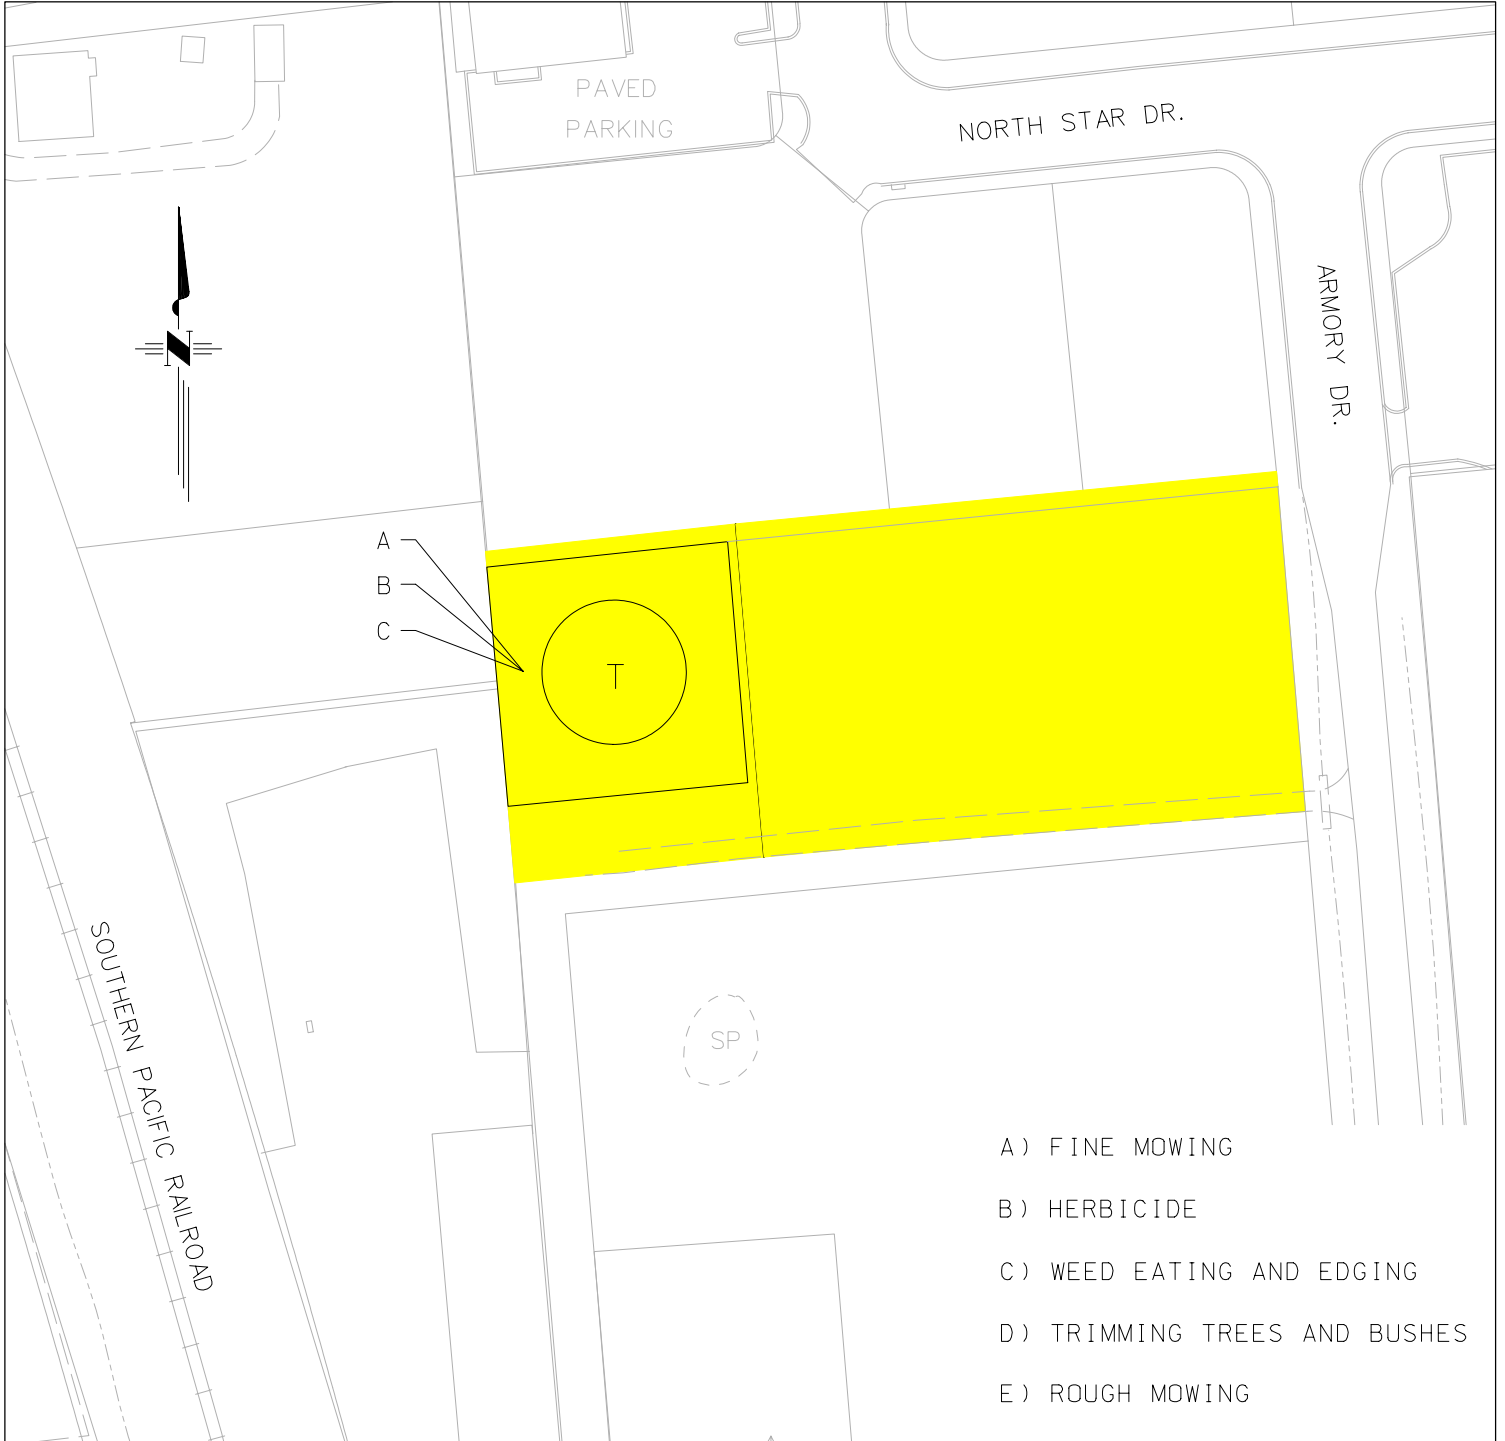 PAVED
PARKING
NORTH STAR DR.
ARMORY DR.
N
A
B
C
T
SOUTHERN PACIFIC RAILROAD
SP
A) FINE MOWING
B) HERBICIDE
C) WEED EATING AND EDGING
D) TRIMMING TREES AND BUSHES
E) ROUGH MOWING